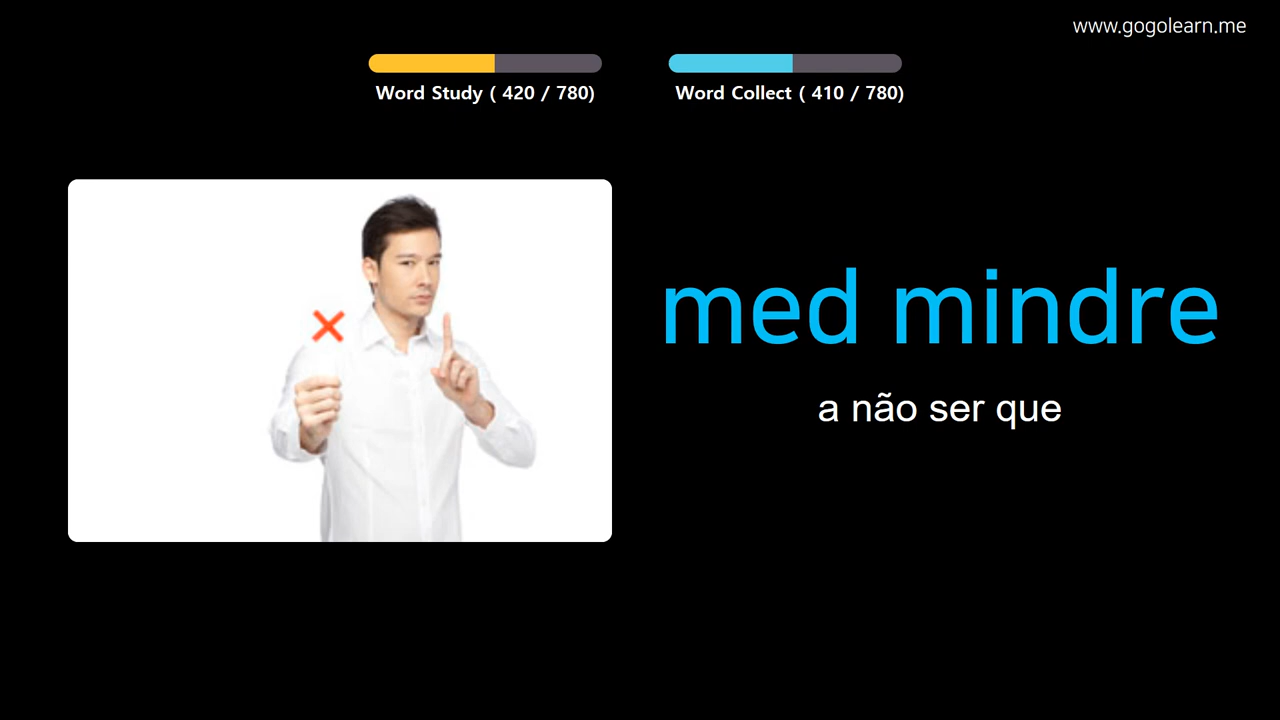 www.gogolearn.me
Word Study ( 420 / 780)
Word Collect ( 410 / 780)
med mindre
a não ser que